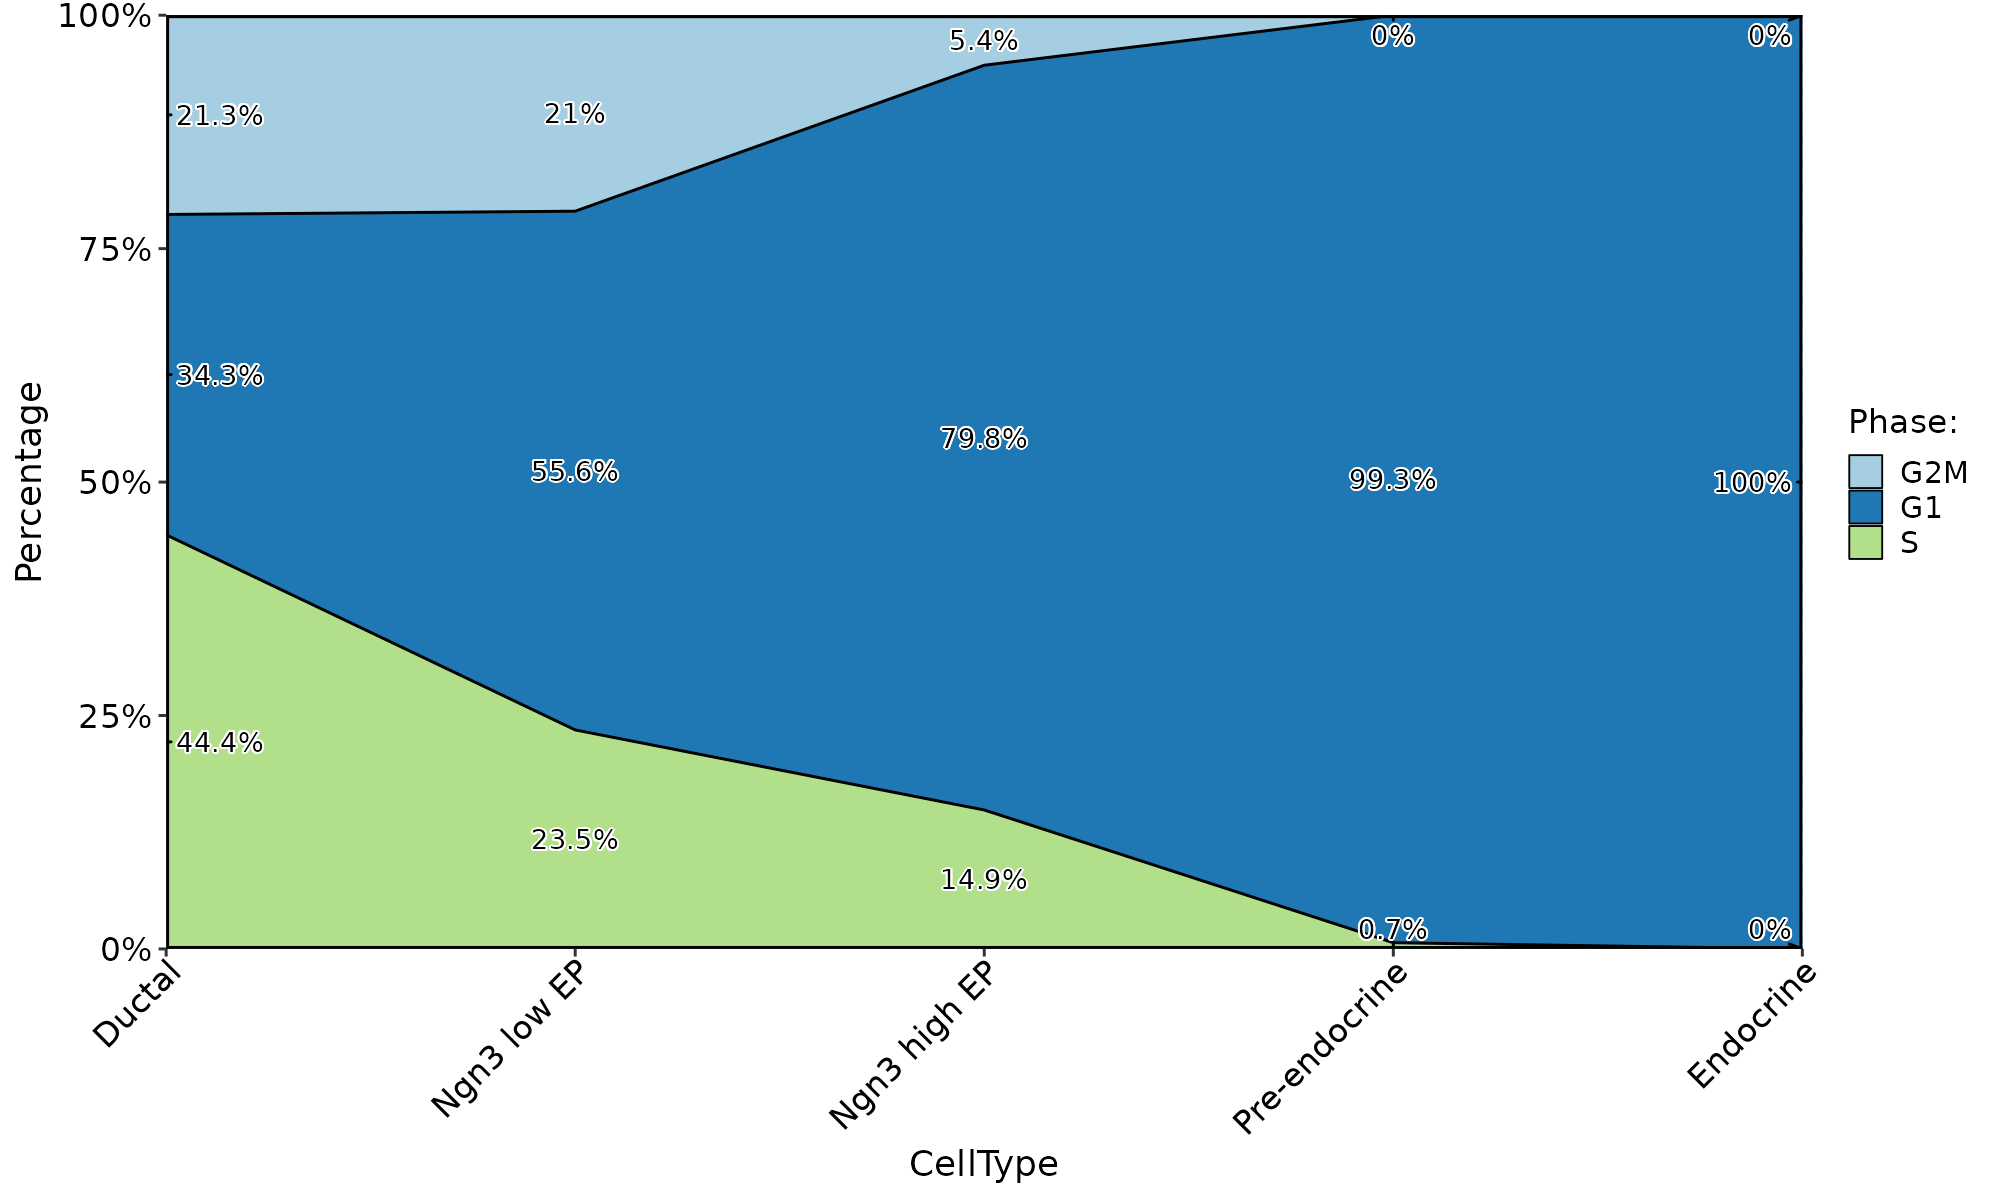 100%
75%
50%
25%
0%
Percentage
21.3%
21%
5.4%
0%
0%
34.3%
55.6%
79.8%
99.3%
100%
44.4%
23.5%
14.9%
0.7%
0%
Ductal
Ngn3 low EP
Ngn3 high EP
Pre-endocrine
Endocrine
CellType
Phase:
G2M
G1
S